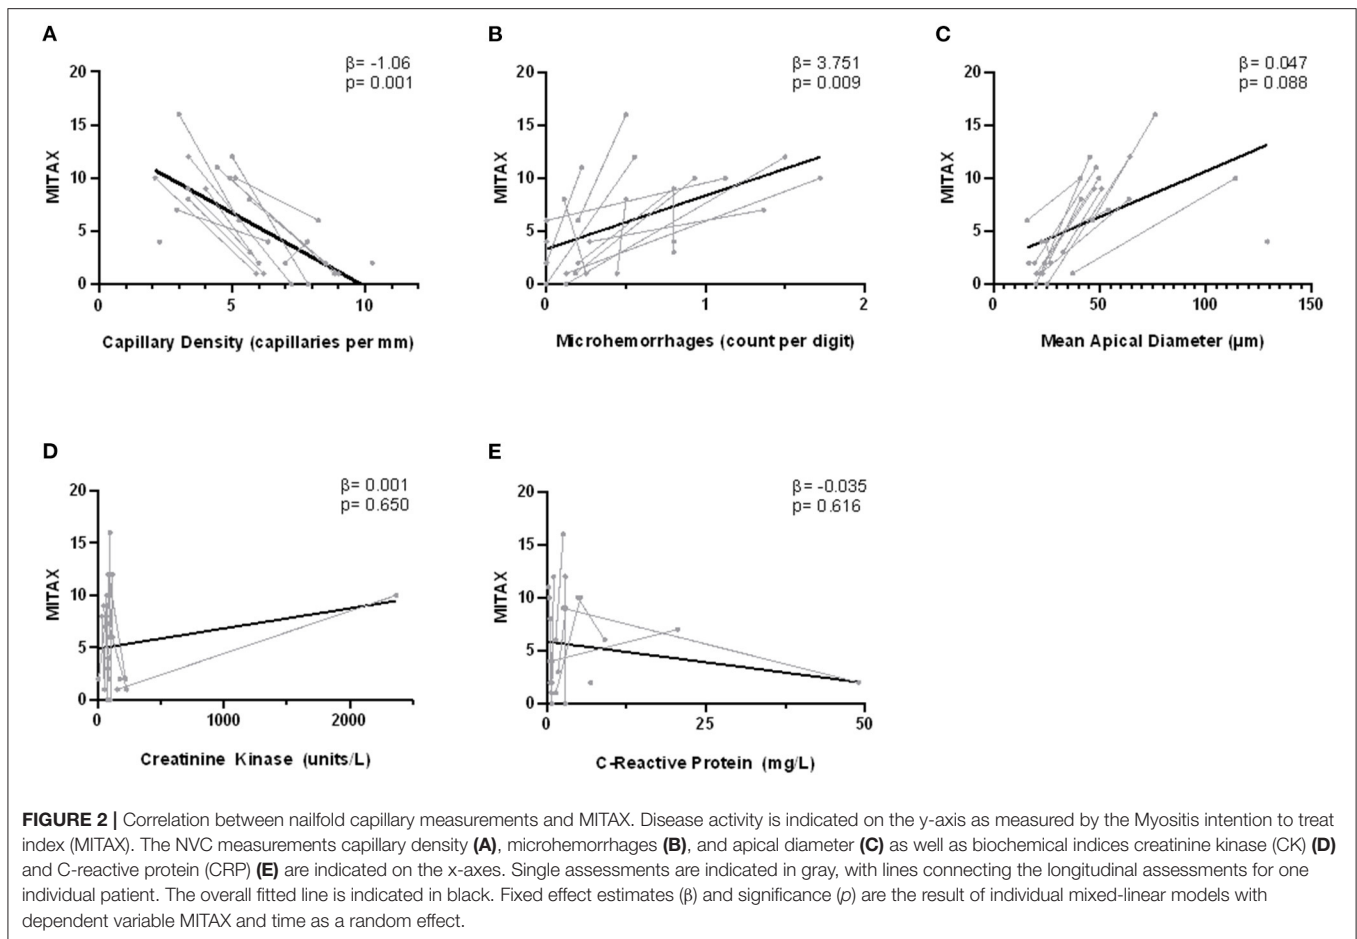 A
β= -1.06
p= 0.001
20
15
10
5
0
MITAX
0
5
10
Capillary Density (capillaries per mm)
B
β= 3.751
p= 0.009
20
15
10
5
0
MITAX
0
1
2
Microhemorrhages (count per digit)
C
β= 0.047
p= 0.088
20
15
10
5
0
MITAX
0
50
100
150
Mean Apical Diameter (μm)
D
β= 0.001
p= 0.650
20
15
10
5
0
MITAX
0
1000
2000
Creatinine Kinase (units/L)
E
β= -0.035
p= 0.616
20
15
10
5
0
MITAX
0
25
50
C-Reactive Protein (mg/L)
FIGURE 2 | Correlation between nailfold capillary measurements and MITAX. Disease activity is indicated on the y-axis as measured by the Myositis intention to treat
index (MITAX). The NVC measurements capillary density (A), microhemorrhages (B), and apical diameter (C) as well as biochemical indices creatinine kinase (CK) (D)
and C-reactive protein (CRP) (E) are indicated on the x-axes. Single assessments are indicated in gray, with lines connecting the longitudinal assessments for one
individual patient. The overall fitted line is indicated in black. Fixed effect estimates (β) and significance (p) are the result of individual mixed-linear models with
dependent variable MITAX and time as a random effect.